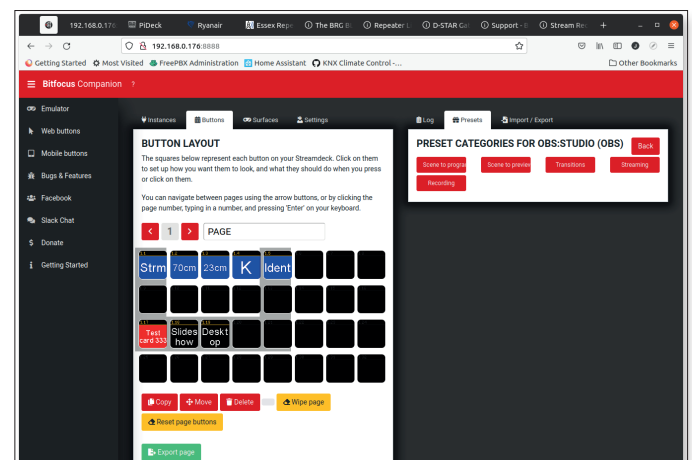 192.168.0.176
PiDeck
Ryanair
Essex Repe
The BRG B
Repeater L
D-STAR Ga
Support - B
Stream Re
192.168.0.176:8888
Getting Started
Most Visited
FreePBX Administration
Home Assistant
KNX Climate Control -...
Other Bookmarks
Bitfocus Companion ?
Emulator
Web buttons
Mobile buttons
Bugs & Features
Facebook
Slack Chat
Donate
Getting Started
Instances
Buttons
Surfaces
Settings
BUTTON LAYOUT
The squares below represent each button on your Streamdeck. Click on them
to set up how you want them to look, and what they should do when you press
or click on them.
You can navigate between pages using the arrow buttons, or by clicking the
page number, typing in a number, and pressing 'Enter' on your keyboard.
1
PAGE
Strm
70cm
23cm
K
Ident
Test
card 333
Slides
how
Deskt
op
Copy
Move
Delete
Wipe page
Reset page buttons
Export page
Log
Presets
Import / Export
PRESET CATEGORIES FOR OBS:STUDIO (OBS)
Back
Scene to progra
Scene to preview
Transitions
Streaming
Recording